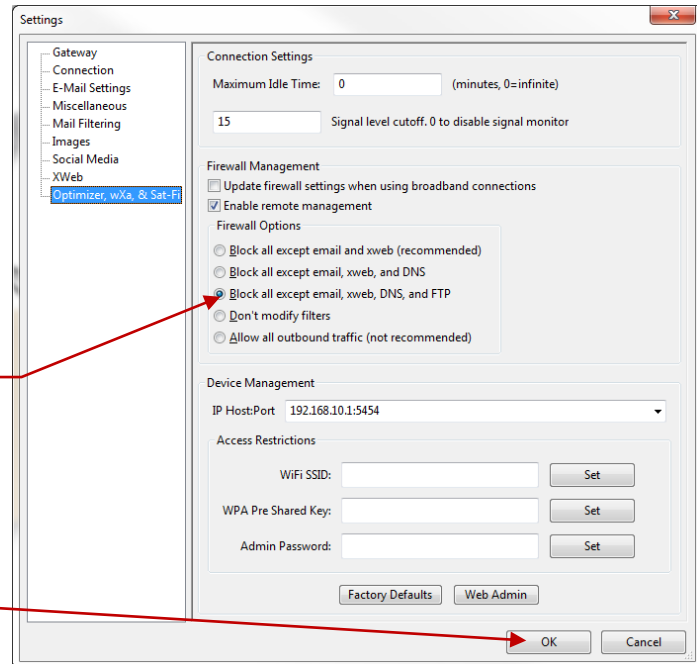 Settings
Gateway
Connection
E-Mail Settings
Miscellaneous
Mail Filtering
Images
Social Media
XWeb
Optimizer, wXa, & Sat-Fi
Connection Settings
Maximum Idle Time: 0 (minutes, 0=infinite)
15 Signal level cutoff. 0 to disable signal monitor
Firewall Management
Update firewall settings when using broadband connections
Enable remote management
Firewall Options
Block all except email and xweb (recommended)
Block all except email, xweb, and DNS
Block all except email, xweb, DNS, and FTP
Don't modify filters
Allow all outbound traffic (not recommended)
Device Management
IP Host:Port 192.168.10.1:5454
Access Restrictions
WiFi SSID: Set
WPA Pre Shared Key: Set
Admin Password: Set
Factory Defaults Web Admin
OK Cancel